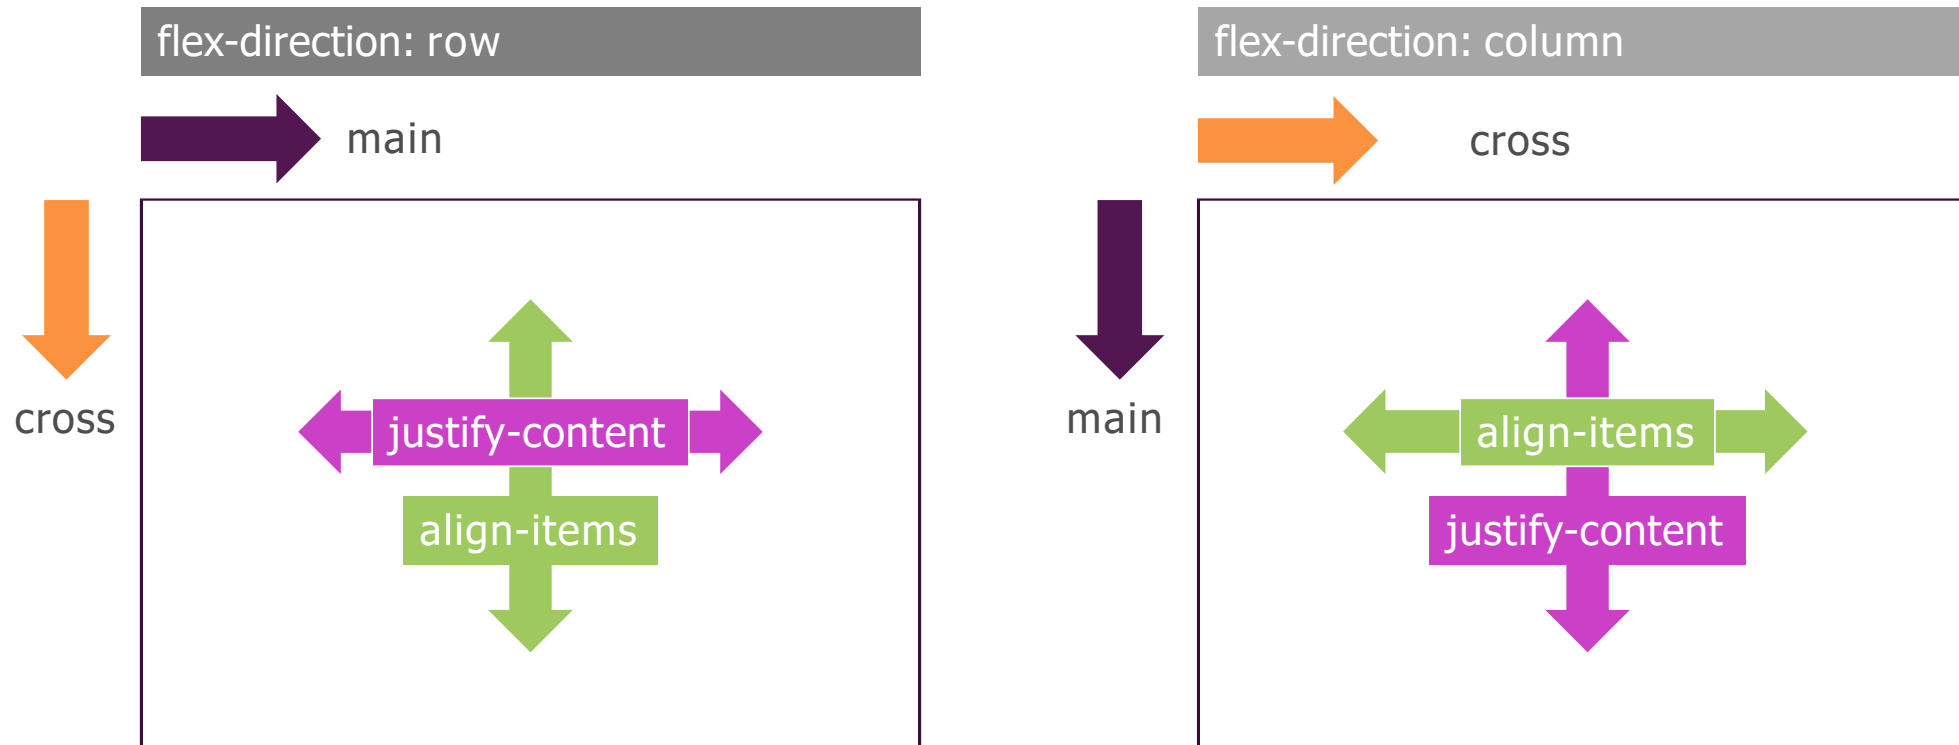 flex-direction: row
main
cross
justify-content
align-items
flex-direction: column
cross
main
align-items
justify-content